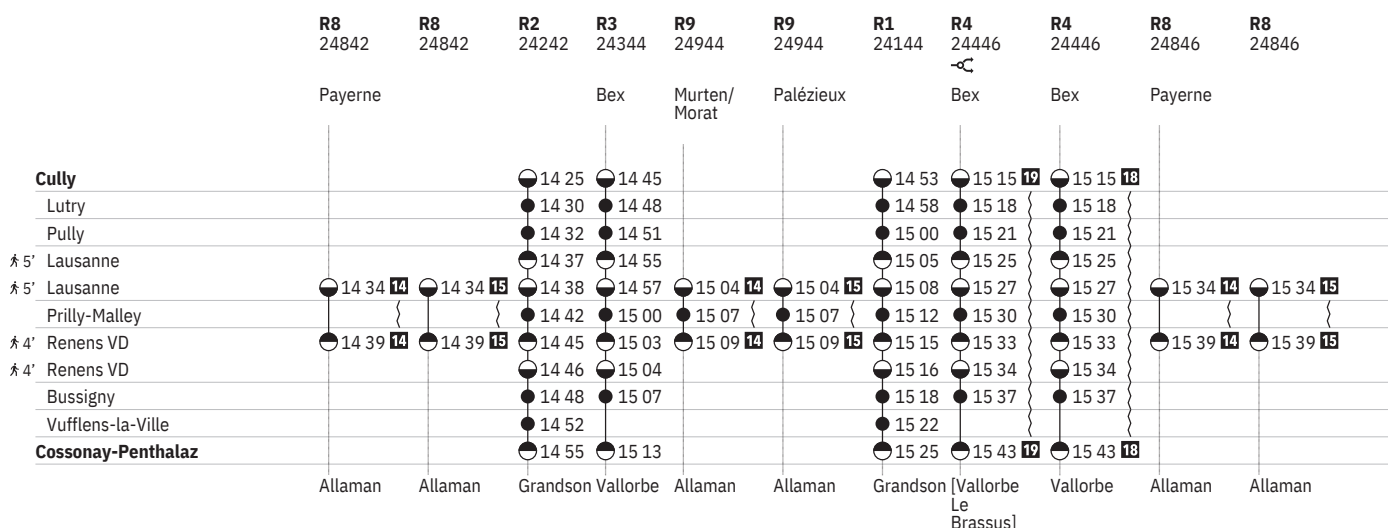 R8 R8 R2 R3 R9 R9 R1 R4 R4 R8 R8
24842 24842 24242 24344 24944 24944 24144 24446 24446 24846 24846
Payerne Bex Murten/ Palézieux Bex Bex Payerne
Morat
Cully 14 25 14 45 14 53 15 15 19 15 15 18
Lutry 14 30 14 48 14 58 15 18 15 18
Pully 14 32 14 51 15 00 15 21 15 21
5' Lausanne 14 37 14 55 15 05 15 25 15 25
5' Lausanne 14 34 14 14 34 15 14 38 14 57 15 04 14 15 04 15 15 08 15 27 15 27 15 34 14 15 34 15
Prilly-Malley 14 42 15 00 15 07 15 07 15 12 15 30 15 30
4' Renens VD 14 39 14 14 39 15 14 45 15 03 15 09 14 15 09 15 15 15 15 33 15 33 15 39 14 15 39 15
4' Renens VD 14 46 15 04 15 16 15 34 15 34
Bussigny 14 48 15 07 15 18 15 37 15 37
Vufflens-la-Ville 14 52 15 22
Cossonay-Penthalaz 14 55 15 13 15 25 15 43 19 15 43 18
Allaman Allaman Grandson Vallorbe Allaman Allaman Grandson [Vallorbe Vallorbe Allaman Allaman
Le
Brassus]